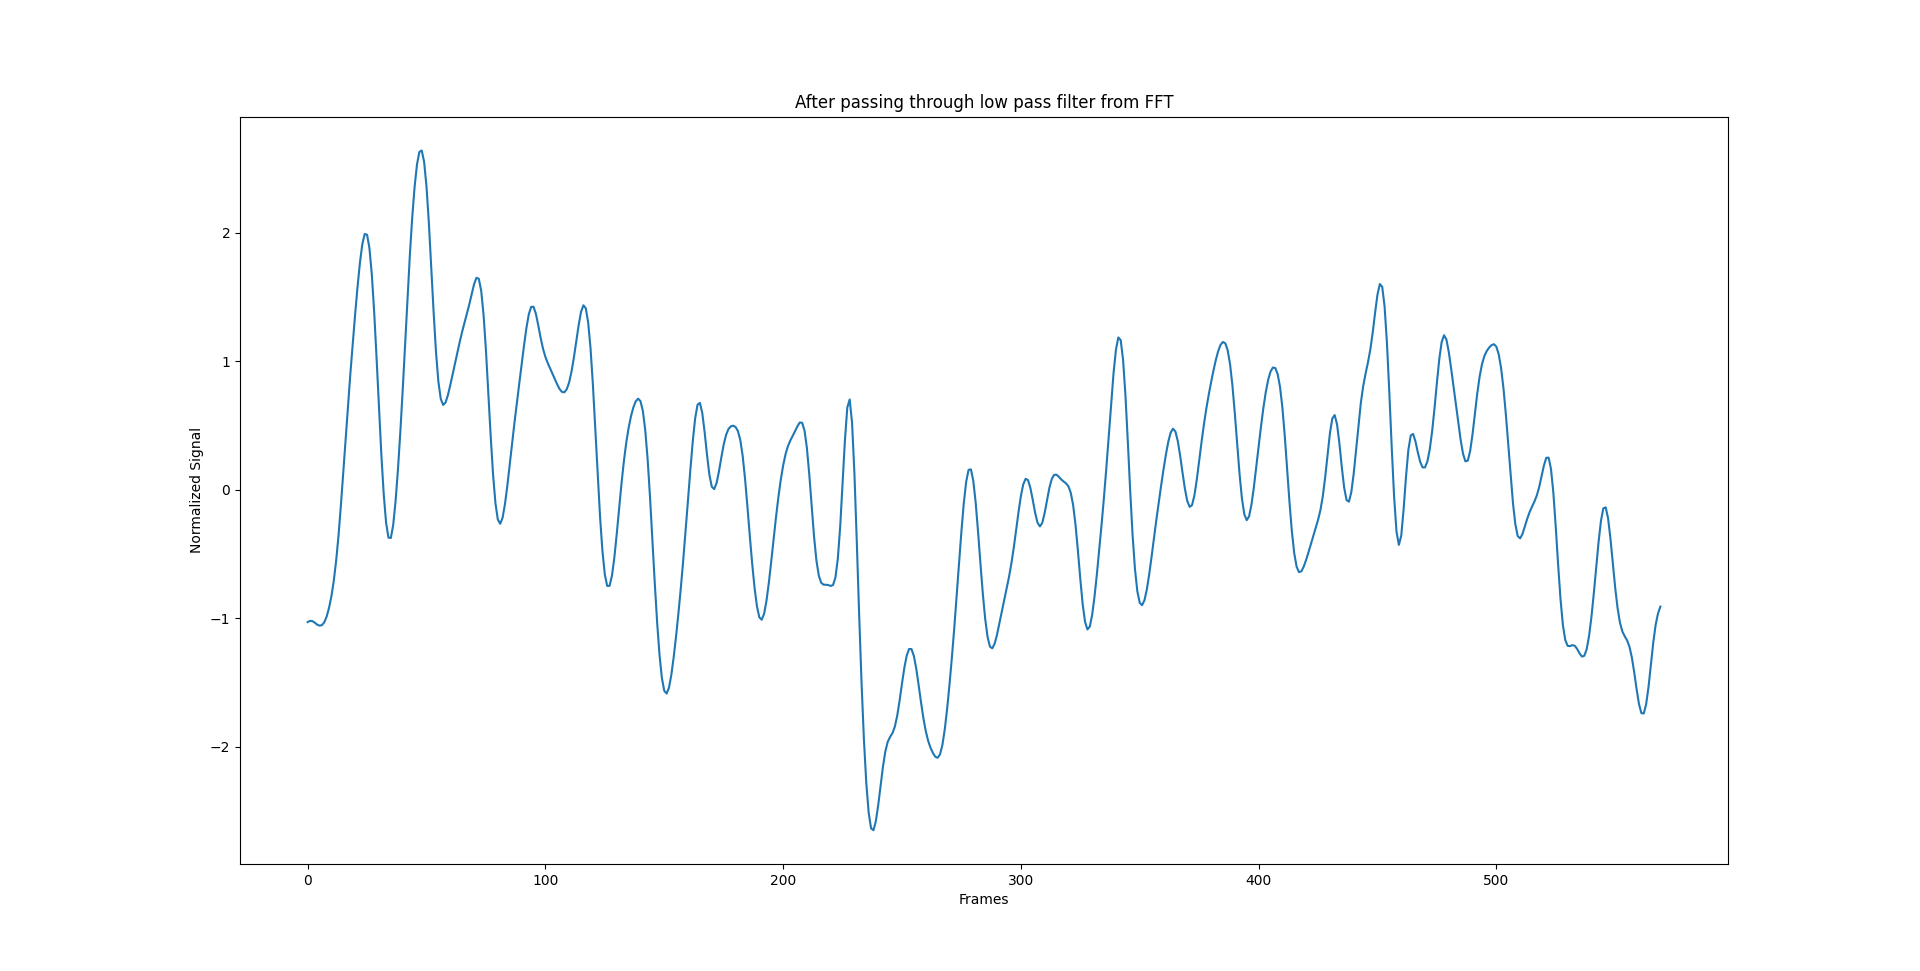 After passing through low pass filter from FFT
Normalized Signal
2
1
0
−1
−2
0 100 200 300 400 500
Frames